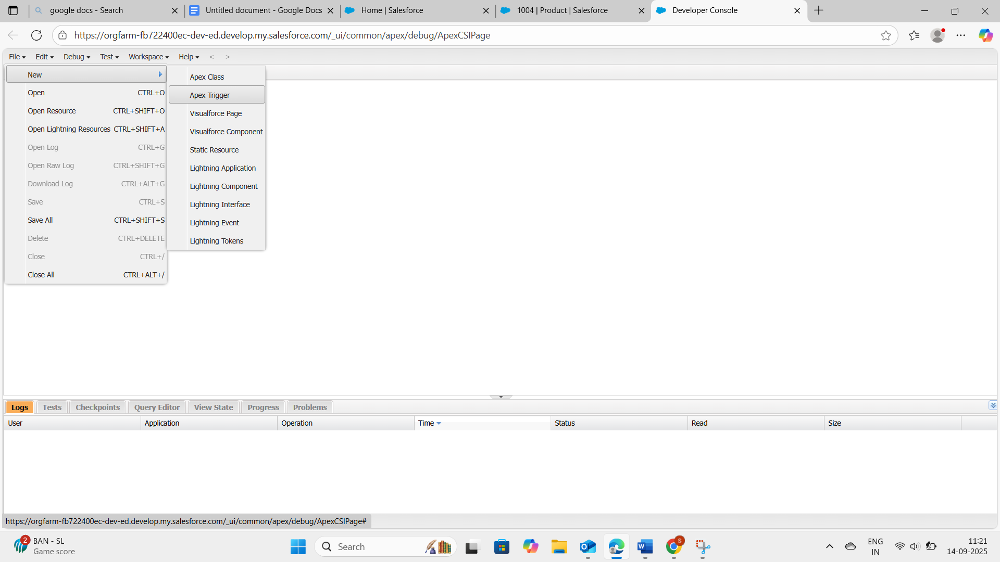 google docs - Search
Untitled document - Google Docs
Home | Salesforce
1004 | Product | Salesforce
Developer Console
https://orgfarm-fb722400ec-dev-ed.develop.my.salesforce.com/_ui/common/apex/debug/ApexCSIPage
File Edit Debug Test Workspace Help < >
New
Open CTRL+O
Open Resource CTRL+SHIFT+O
Open Lightning Resources CTRL+SHIFT+A
Open Log CTRL+G
Open Raw Log CTRL+SHIFT+G
Download Log CTRL+ALT+G
Save CTRL+S
Save All CTRL+SHIFT+S
Delete CTRL+DELETE
Close CTRL+/
Close All CTRL+ALT+/
Apex Class
Apex Trigger
Visualforce Page
Visualforce Component
Static Resource
Lightning Application
Lightning Component
Lightning Interface
Lightning Event
Lightning Tokens
Logs Tests Checkpoints Query Editor View State Progress Problems
User Application Operation Time Status Read Size
https://orgfarm-fb722400ec-dev-ed.develop.my.salesforce.com/_ui/common/apex/debug/ApexCSIPage#
2
BAN - SL
Game score
Search
S
ENG
IN
11:21
14-09-2025